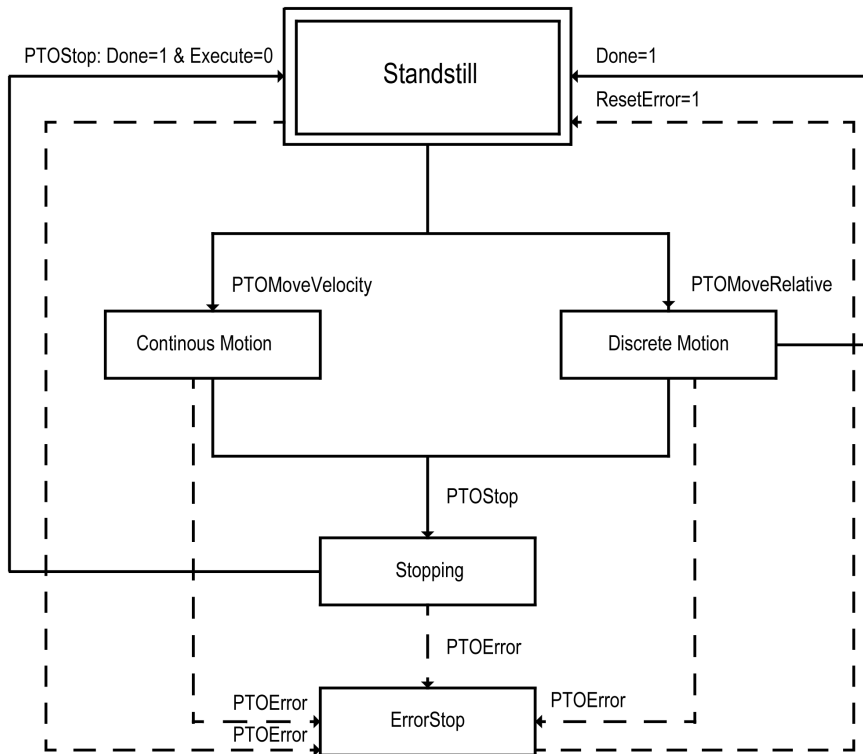 PTOStop: Done=1 & Execute=0
Standstill
Done=1
ResetError=1
PTOMoveVelocity
PTOMoveRelative
Continous Motion
Discrete Motion
PTOStop
Stopping
PTOError
PTOError
PTOError
ErrorStop
PTOError